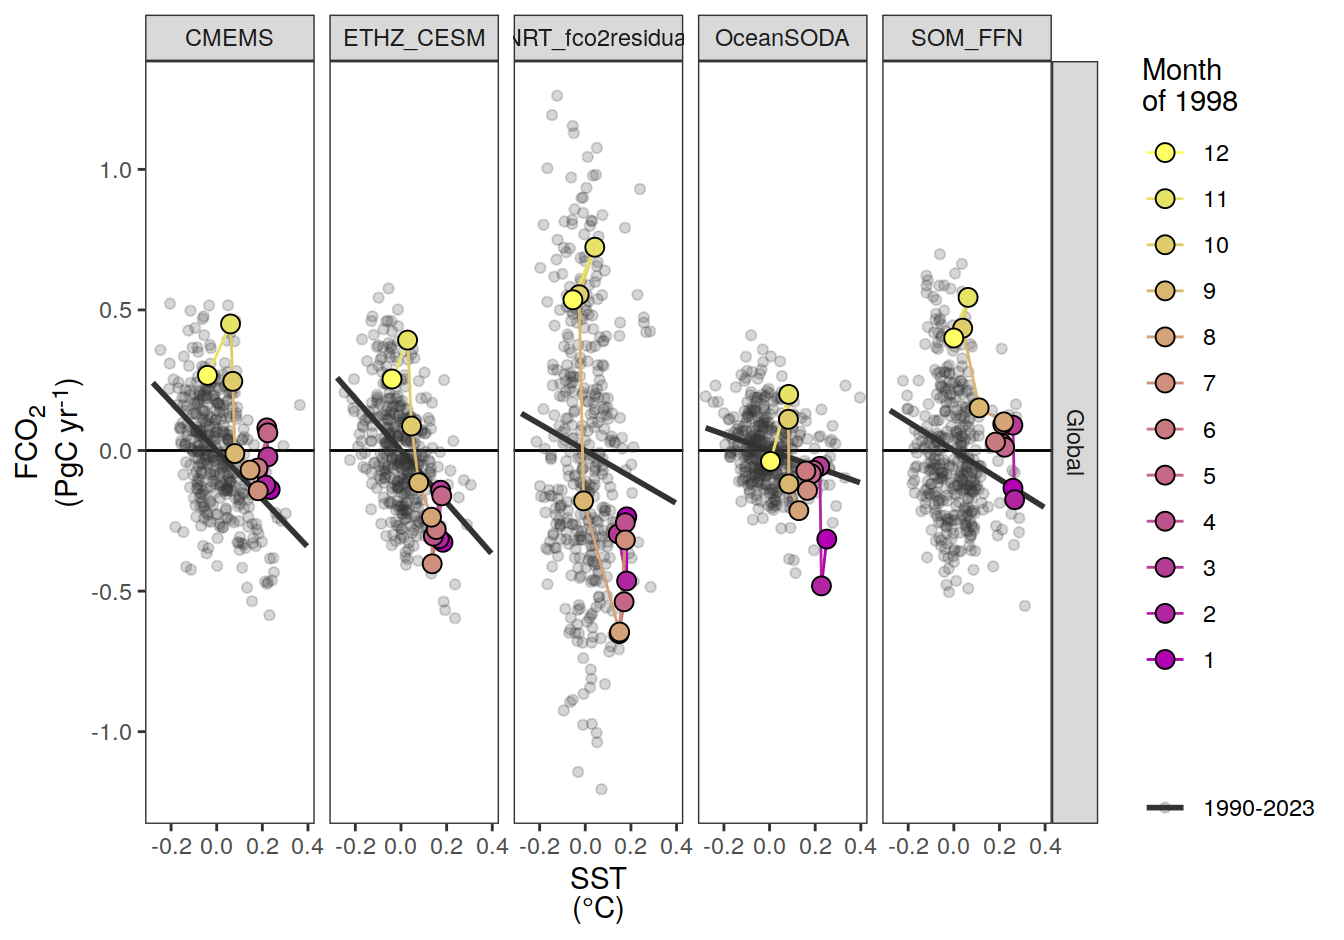 CMEMS ETHZ_CESM NRT_fco2residua OceanSODA SOM_FFN
Global
FCO2
(PgC yr-1)
1.0
0.5
0.0
-0.5
-1.0
-0.2 0.0 0.2 0.4 -0.2 0.0 0.2 0.4 -0.2 0.0 0.2 0.4 -0.2 0.0 0.2 0.4 -0.2 0.0 0.2 0.4
SST
(°C)
Month
of 1998
12
11
10
9
8
7
6
5
4
3
2
1
1990-2023